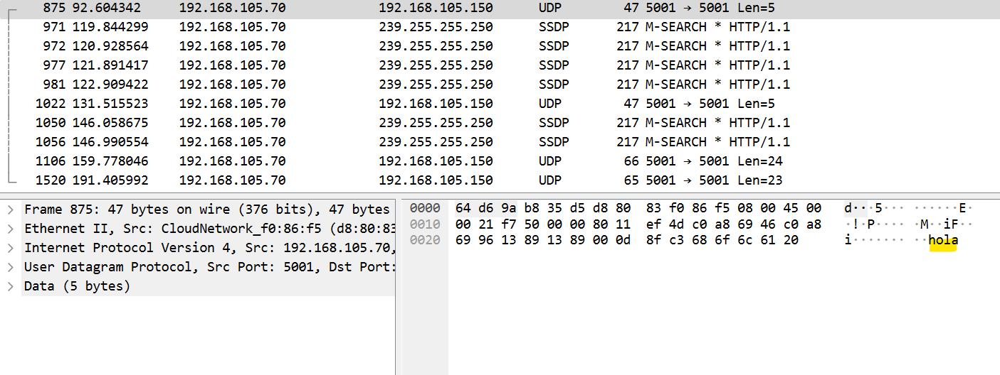 875 92.604342 192.168.105.70 192.168.105.150 UDP 47 5001 → 5001 Len=5
971 119.844299 192.168.105.70 239.255.255.250 SSDP 217 M-SEARCH * HTTP/1.1
972 120.928564 192.168.105.70 239.255.255.250 SSDP 217 M-SEARCH * HTTP/1.1
977 121.891417 192.168.105.70 239.255.255.250 SSDP 217 M-SEARCH * HTTP/1.1
981 122.909422 192.168.105.70 239.255.255.250 SSDP 217 M-SEARCH * HTTP/1.1
1022 131.515523 192.168.105.70 192.168.105.150 UDP 47 5001 → 5001 Len=5
1050 146.058675 192.168.105.70 239.255.255.250 SSDP 217 M-SEARCH * HTTP/1.1
1056 146.990554 192.168.105.70 239.255.255.250 SSDP 217 M-SEARCH * HTTP/1.1
1106 159.778046 192.168.105.70 192.168.105.150 UDP 66 5001 → 5001 Len=24
1520 191.405992 192.168.105.70 192.168.105.150 UDP 65 5001 → 5001 Len=23
Frame 875: 47 bytes on wire (376 bits), 47 bytes
Ethernet II, Src: CloudNetwork_f0:86:f5 (d8:80:83
Internet Protocol Version 4, Src: 192.168.105.70,
User Datagram Protocol, Src Port: 5001, Dst Port:
Data (5 bytes)
0000 64 d6 9a b8 35 d5 d8 80 83 f0 86 f5 08 00 45 00 d··5···· ······E·
0010 00 21 f7 50 00 00 80 11 ef 4d c0 a8 69 46 c0 a8 ·!·P···· ·M··iF··
0020 69 96 13 89 13 89 00 0d 8f c3 68 6f 6c 61 20 i······· ··hola